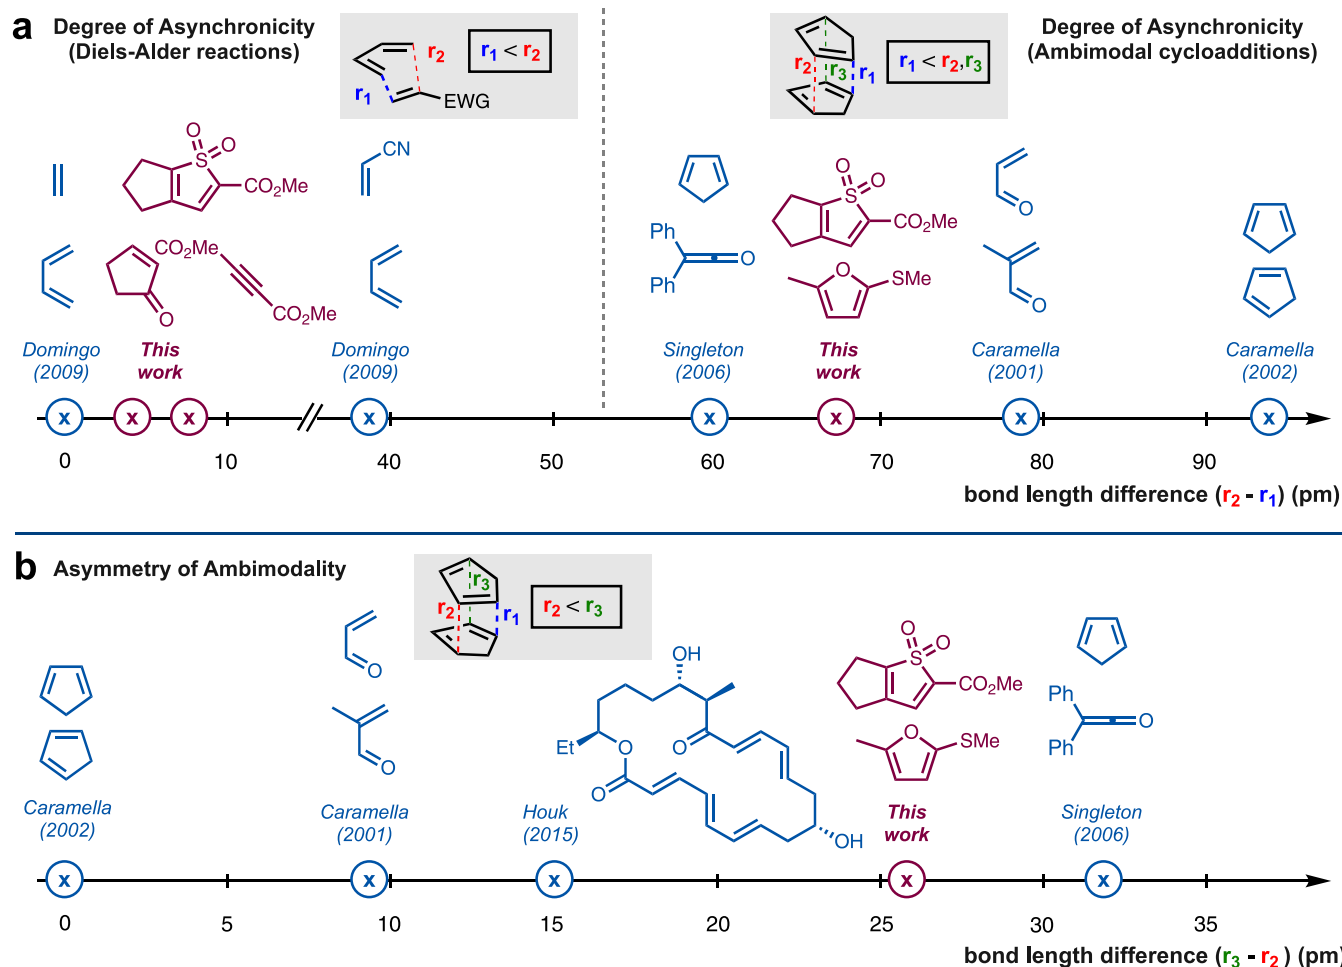 a
Degree of Asynchronicity
(Diels-Alder reactions)
r1
r2
EWG
r1 < r2
r2
r3
r1
r1 < r2,r3
Degree of Asynchronicity
(Ambimodal cycloadditions)
O
O
S
CO2Me
CN
CO2Me
O
CO2Me
Ph
Ph
O
O
O
S
CO2Me
O
SMe
O
O
Domingo
(2009)
This
work
Domingo
(2009)
Singleton
(2006)
This
work
Caramella
(2001)
Caramella
(2002)
x
x
x
x
x
x
x
x
0
10
40
50
60
70
80
90
bond length difference (r2 - r1) (pm)
b
Asymmetry of Ambimodality
r3
r2
r1
r2 < r3
O
O
OH
Et
O
O
O
OH
O
O
S
CO2Me
O
SMe
Ph
Ph
O
Caramella
(2002)
Caramella
(2001)
Houk
(2015)
This
work
Singleton
(2006)
x
x
x
x
x
0
5
10
15
20
25
30
35
bond length difference (r3 - r2 ) (pm)